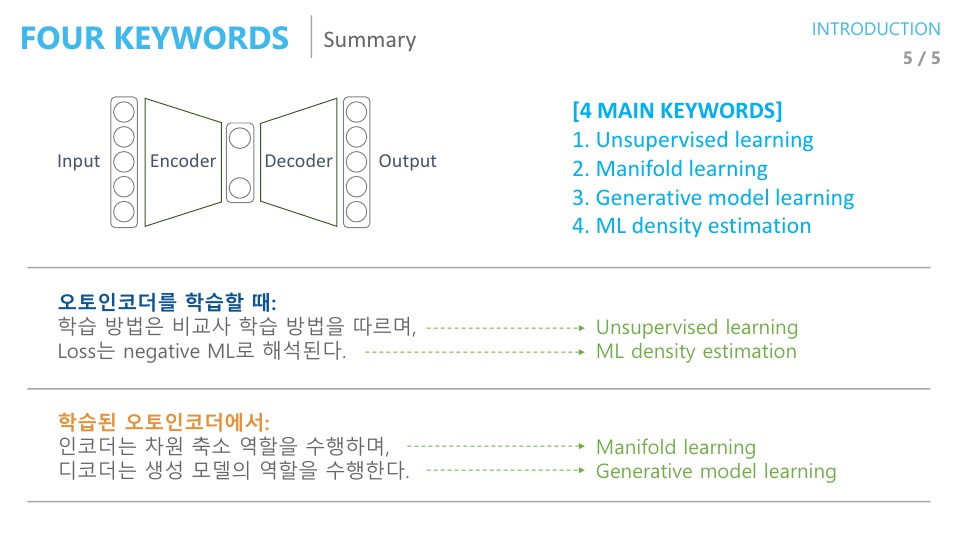 FOUR KEYWORDS | Summary
INTRODUCTION
5 / 5
Input Encoder Decoder Output
[4 MAIN KEYWORDS]
1. Unsupervised learning
2. Manifold learning
3. Generative model learning
4. ML density estimation
오토인코더를 학습할 때:
학습 방법은 비교사 학습 방법을 따르며, Unsupervised learning
Loss는 negative ML로 해석된다. ML density estimation
학습된 오토인코더에서:
인코더는 차원 축소 역할을 수행하며, Manifold learning
디코더는 생성 모델의 역할을 수행한다. Generative model learning